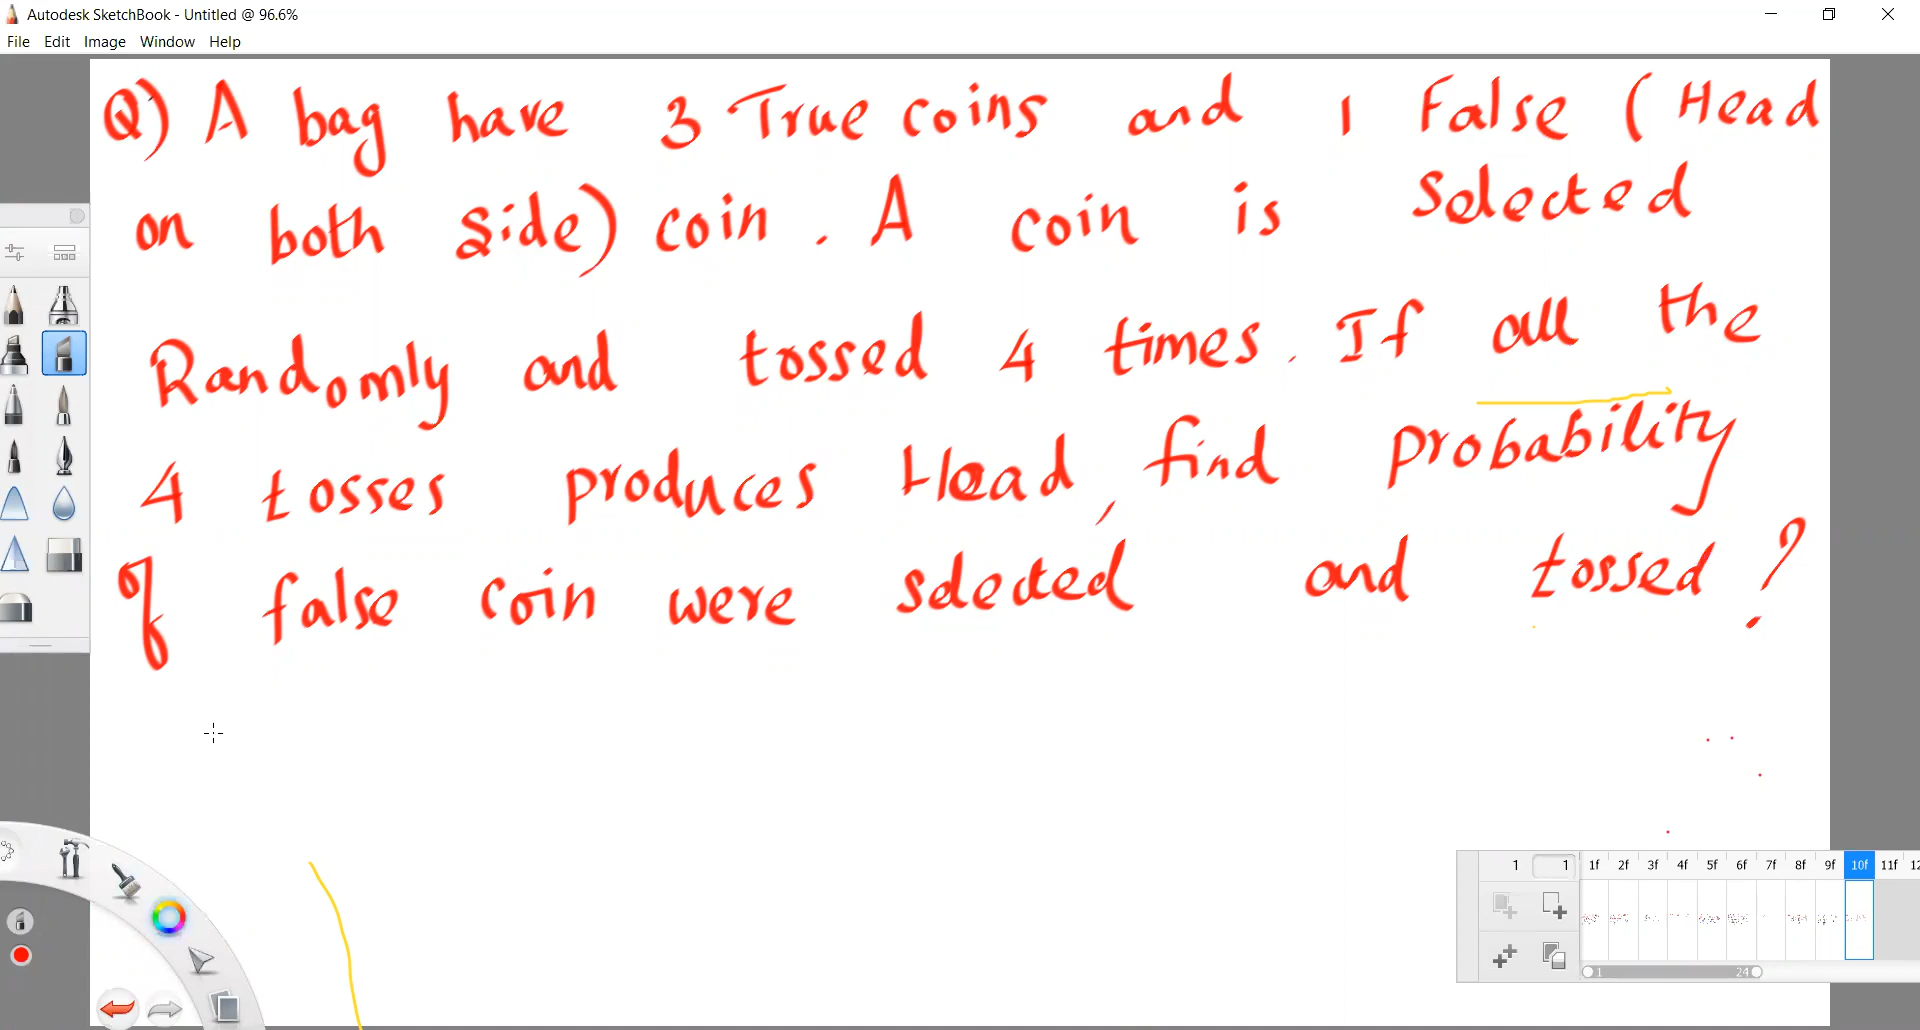 Autodesk SketchBook - Untitled @ 96.6%
File Edit Image Window Help
Q) A bag have 3 True coins and 1 False (Head
on both side) coin. A coin is Selected
Randomly and tossed 4 times. If all the
4 tosses produces Head, find probability
of false coin were selected and tossed?
1 1 1f 2f 3f 4f 5f 6f 7f 8f 9f 10f 11f 12
1 24